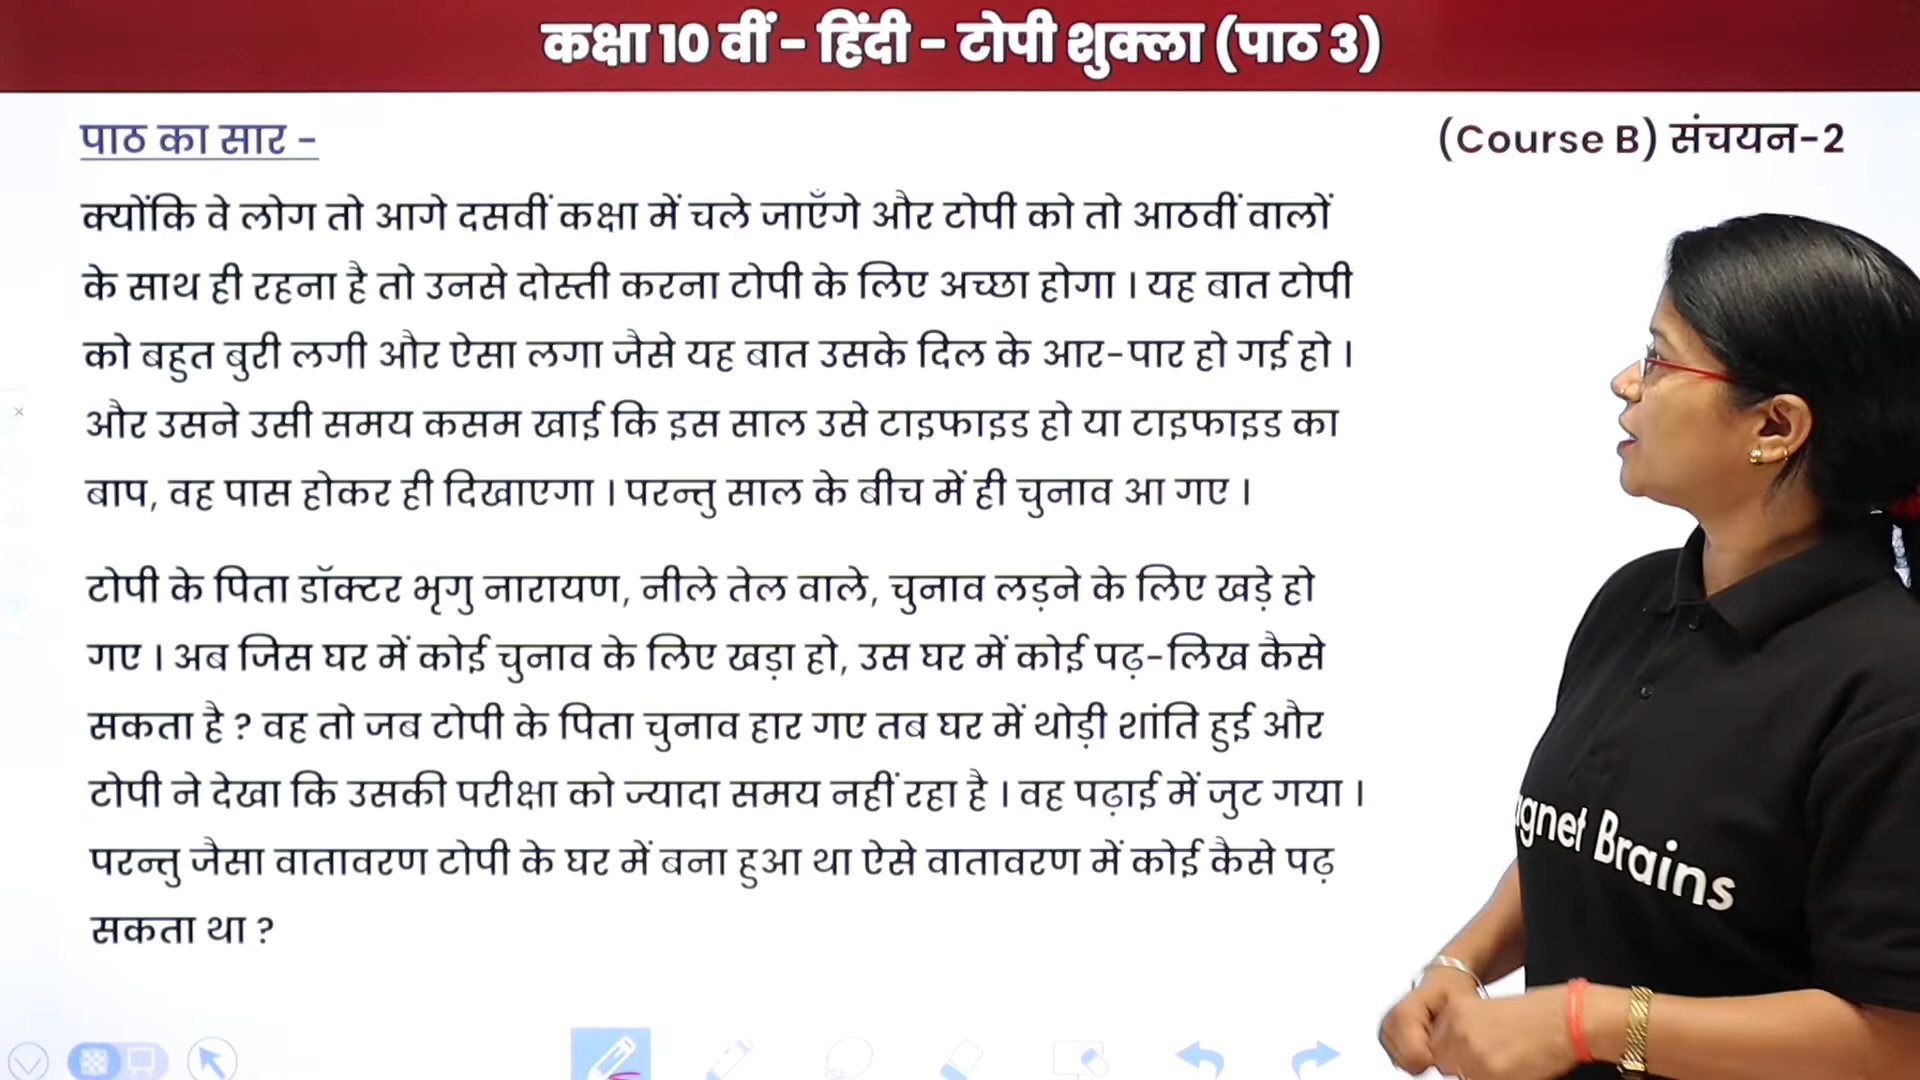 कक्षा 10 वीं - हिंदी - टोपी शुक्ला (पाठ 3)
पाठ का सार -
(Course B) संचयन-2
क्योंकि वे लोग तो आगे दसवीं कक्षा में चले जाएँगे और टोपी को तो आठवीं वालों
के साथ ही रहना है तो उनसे दोस्ती करना टोपी के लिए अच्छा होगा । यह बात टोपी
को बहुत बुरी लगी और ऐसा लगा जैसे यह बात उसके दिल के आर-पार हो गई हो ।
और उसने उसी समय कसम खाई कि इस साल उसे टाइफाइड हो या टाइफाइड का
बाप, वह पास होकर ही दिखाएगा । परन्तु साल के बीच में ही चुनाव आ गए ।
टोपी के पिता डॉक्टर भृगु नारायण, नीले तेल वाले, चुनाव लड़ने के लिए खड़े हो
गए । अब जिस घर में कोई चुनाव के लिए खड़ा हो, उस घर में कोई पढ़-लिख कैसे
सकता है ? वह तो जब टोपी के पिता चुनाव हार गए तब घर में थोड़ी शांति हुई और
टोपी ने देखा कि उसकी परीक्षा को ज्यादा समय नहीं रहा है । वह पढ़ाई में जुट गया ।
परन्तु जैसा वातावरण टोपी के घर में बना हुआ था ऐसे वातावरण में कोई कैसे पढ़
सकता था ?
agnet Brains